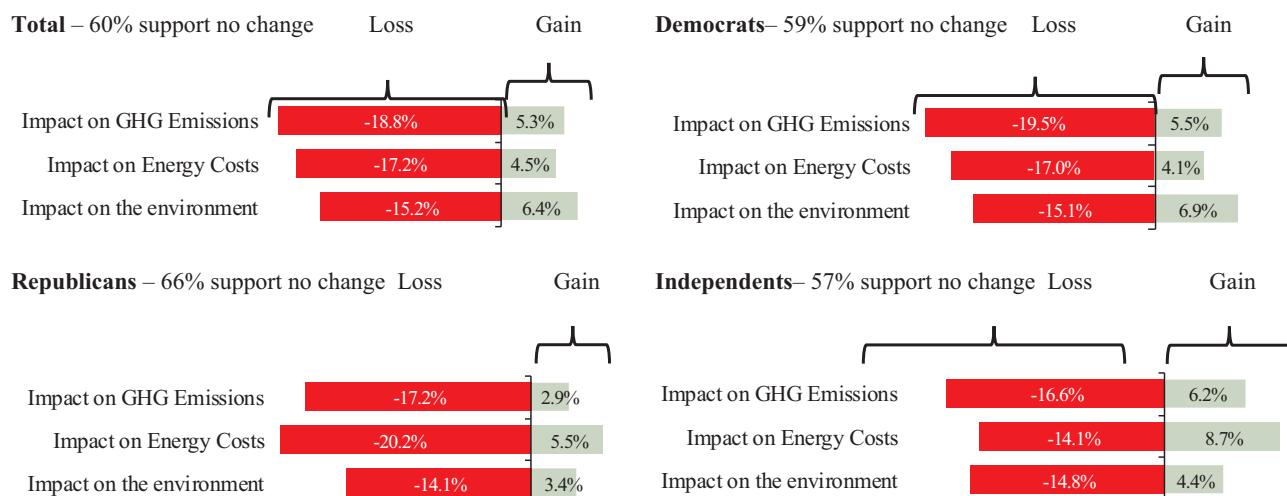 Total – 60% support no change Loss Gain
Impact on GHG Emissions -18.8% 5.3%
Impact on Energy Costs -17.2% 4.5%
Impact on the environment -15.2% 6.4%
Democrats– 59% support no change Loss Gain
Impact on GHG Emissions -19.5% 5.5%
Impact on Energy Costs -17.0% 4.1%
Impact on the environment -15.1% 6.9%
Republicans – 66% support no change Loss Gain
Impact on GHG Emissions -17.2% 2.9%
Impact on Energy Costs -20.2% 5.5%
Impact on the environment -14.1% 3.4%
Independents– 57% support no change Loss Gain
Impact on GHG Emissions -16.6% 6.2%
Impact on Energy Costs -14.1% 8.7%
Impact on the environment -14.8% 4.4%